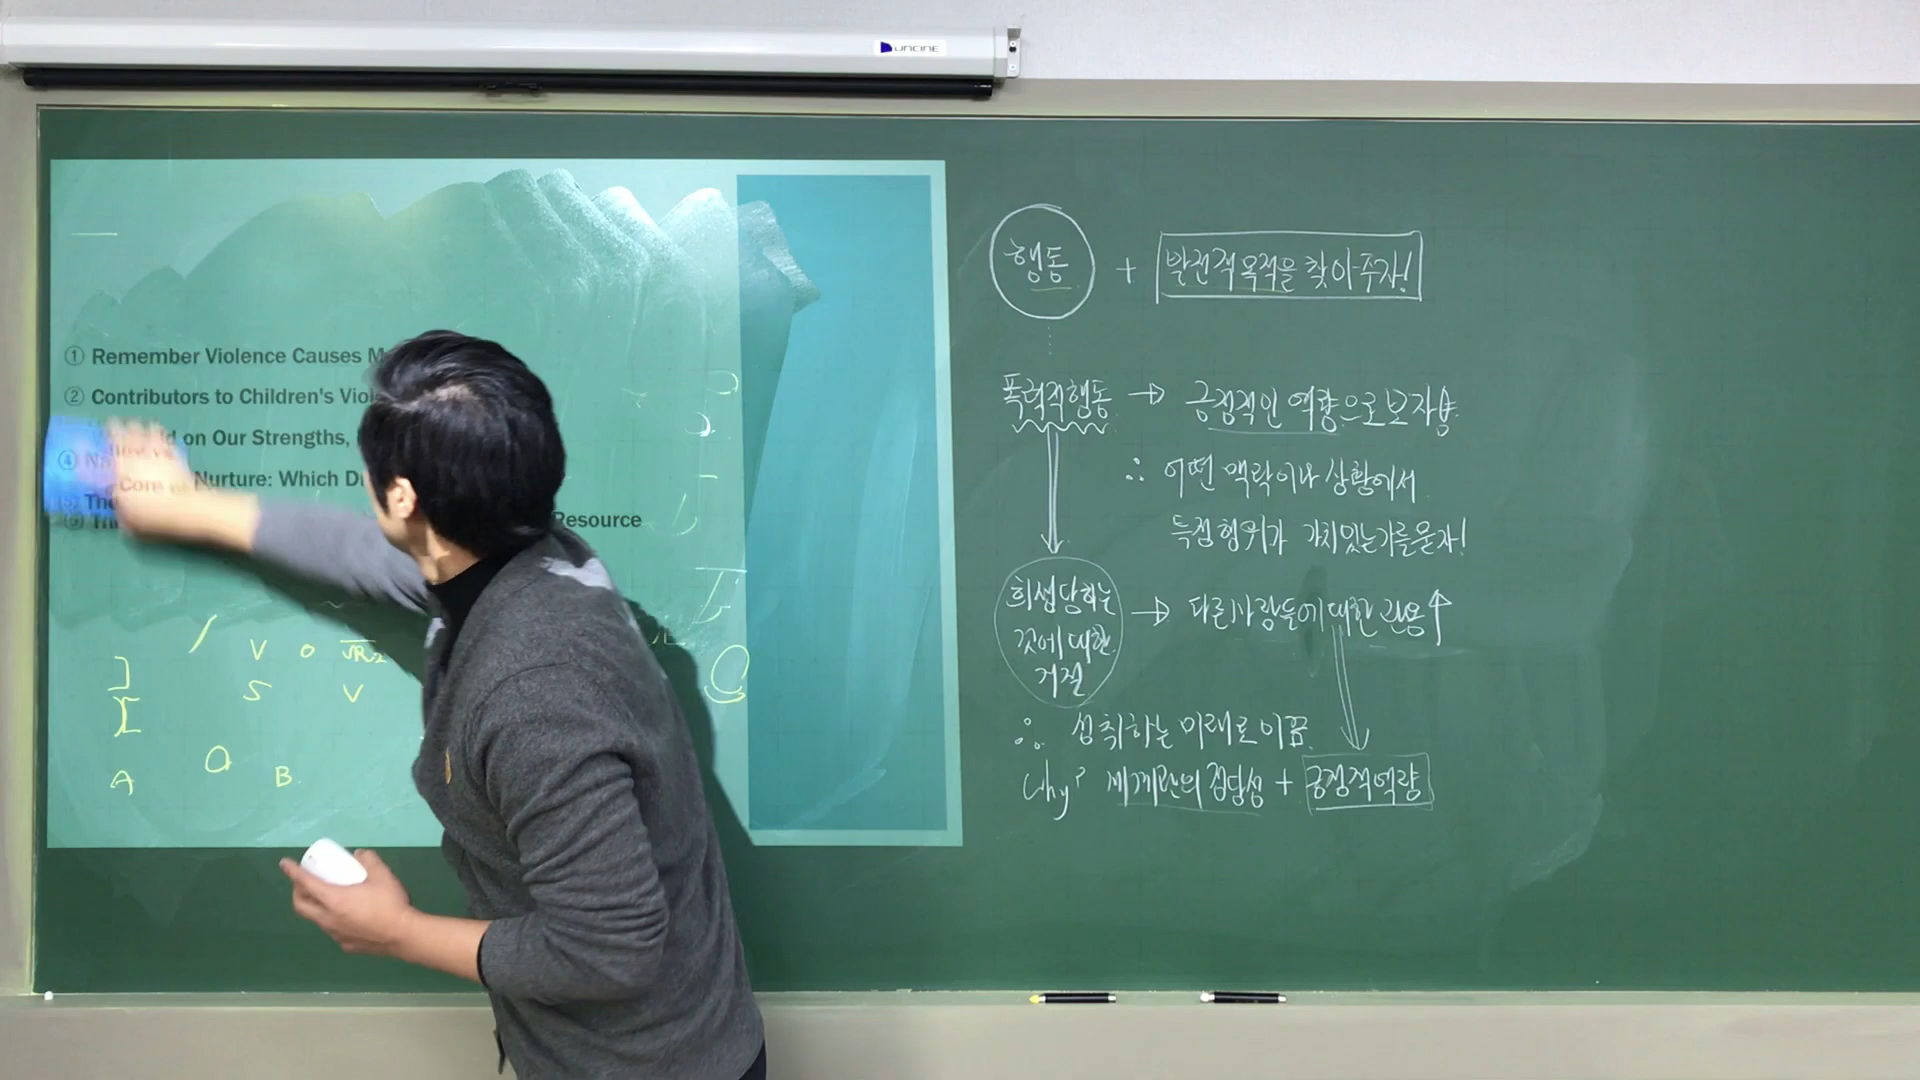 UNCINE
① Remember Violence Causes M
② Contributors to Children's Viol
on Our Strengths,
④ Nurture: Which Di
The
Resource
V O
S V
A B.
행동 + 발전적 목적을 찾아주자!
폭력적행동 → 긍정적인 역량으로 보자
∴ 어떤 맥락이나 상황에서
특정행위가 가치있는가를 묻자!
희생당하는
것에 대한
거절
→ 다른사람들에 대한 관용↑
∴ 성취하는 미래로 이끎.
Why? 세계관의 정당성 + 긍정적역량